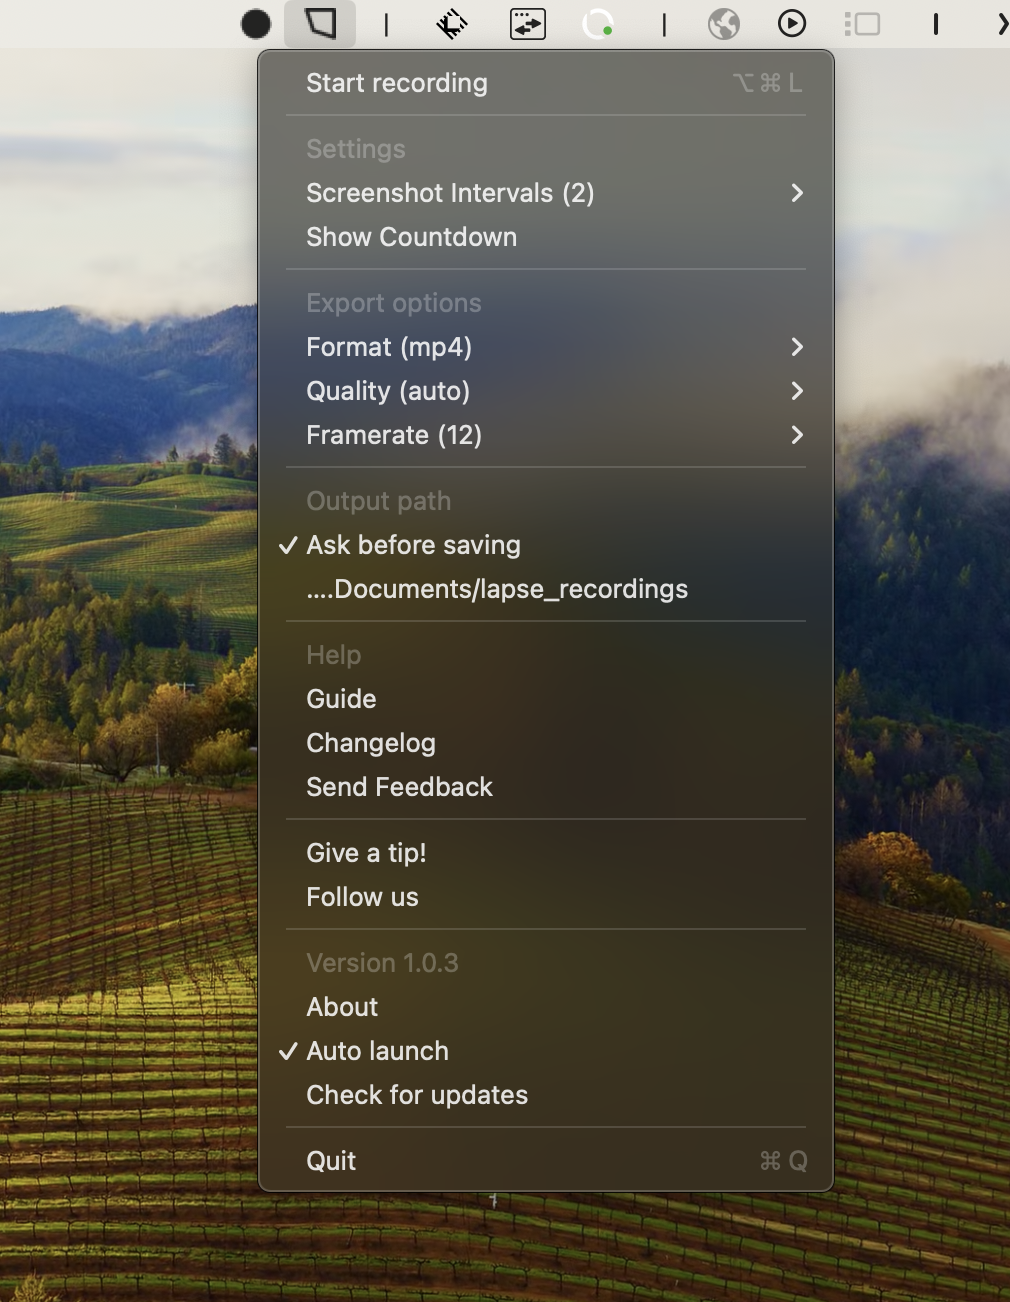 Start recording ⌥⌘L
Settings
Screenshot Intervals (2)
Show Countdown
Export options
Format (mp4)
Quality (auto)
Framerate (12)
Output path
✓ Ask before saving
....Documents/lapse_recordings
Help
Guide
Changelog
Send Feedback
Give a tip!
Follow us
Version 1.0.3
About
✓ Auto launch
Check for updates
Quit ⌘Q